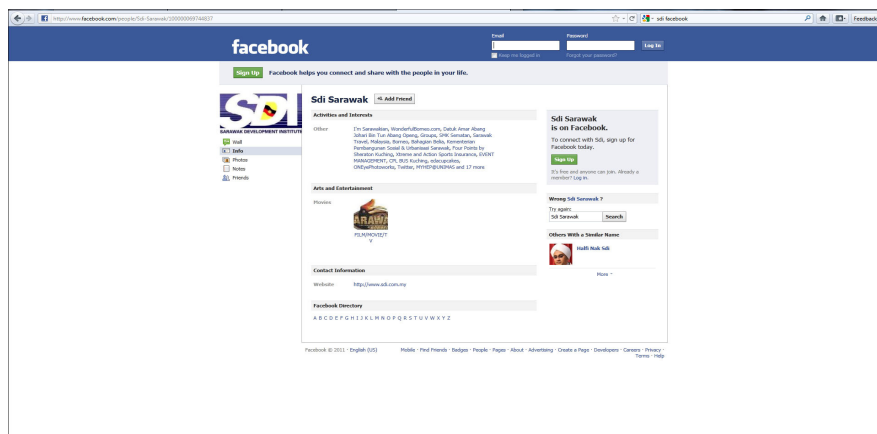 http://www.facebook.com/people/Sdi-Sarawak/100000969744837
sdi facebook
Feedback
facebook
Email
Password
Log In
Keep me logged in
Forgot your password?
Sign Up
Facebook helps you connect and share with the people in your life.
SDI
SARAWAK DEVELOPMENT INSTITUTE
Wall
Info
Photos
Notes
Friends
Sdi Sarawak
Add Friend
Activities and Interests
Other
I'm Sarawakian, WonderfulBorneo.com, Datuk Amar Abang
Johari Bin Tun Abang Openg, Groups, SMK Sematan, Sarawak
Travel, Malaysia, Borneo, Bahagian Belia, Kementerian
Pembangunan Sosial & Urbanisasi Sarawak, Four Points by
Sheraton Kuching, Xtreme and Action Sports Insurance, EVENT
MANAGEMENT, CPL BUS Kuching, edacupcakes,
ONEyePhotoworks, Twitter, MYHEP@UNIMAS and 17 more
Arts and Entertainment
Movies
ARAWA
FILM/MOVIE/T
V
Contact Information
Website
http://www.sdi.com.my
Facebook Directory
A B C D E F G H I J K L M N O P Q R S T U V W X Y Z
Sdi Sarawak
is on Facebook.
To connect with Sdi, sign up for
Facebook today.
Sign Up
It's free and anyone can join. Already a
member? Log in.
Wrong Sdi Sarawak ?
Try again:
Sdi Sarawak
Search
Others With a Similar Name
Halfi Nak Sdi
More
Facebook © 2011 · English (US)
Mobile · Find Friends · Badges · People · Pages · About · Advertising · Create a Page · Developers · Careers · Privacy ·
Terms · Help